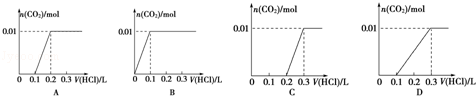 n(CO₂)/mol
0.01
0 0.1 0.2 0.3 V(HCl)/L
A
n(CO₂)/mol
0.01
0 0.1 0.2 0.3 V(HCl)/L
B
n(CO₂)/mol
0.01
0 0.1 0.2 0.3 V(HCl)/L
C
n(CO₂)/mol
0.01
0 0.1 0.2 0.3 V(HCl)/L
D